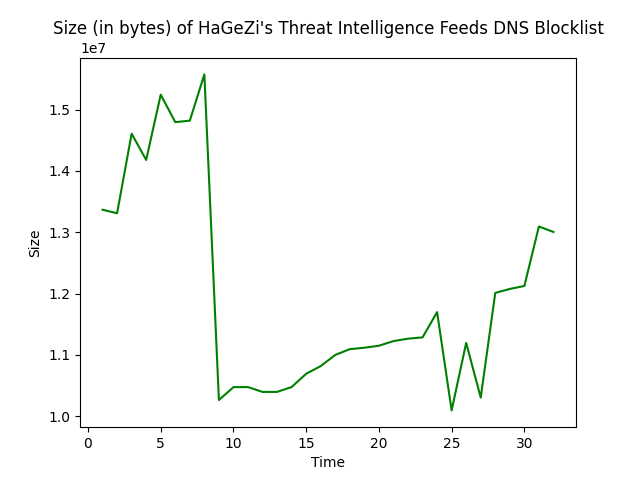 Size (in bytes) of HaGeZi's Threat Intelligence Feeds DNS Blocklist
1e7
1.5
1.4
1.3
1.2
1.1
1.0
Size
0 5 10 15 20 25 30
Time